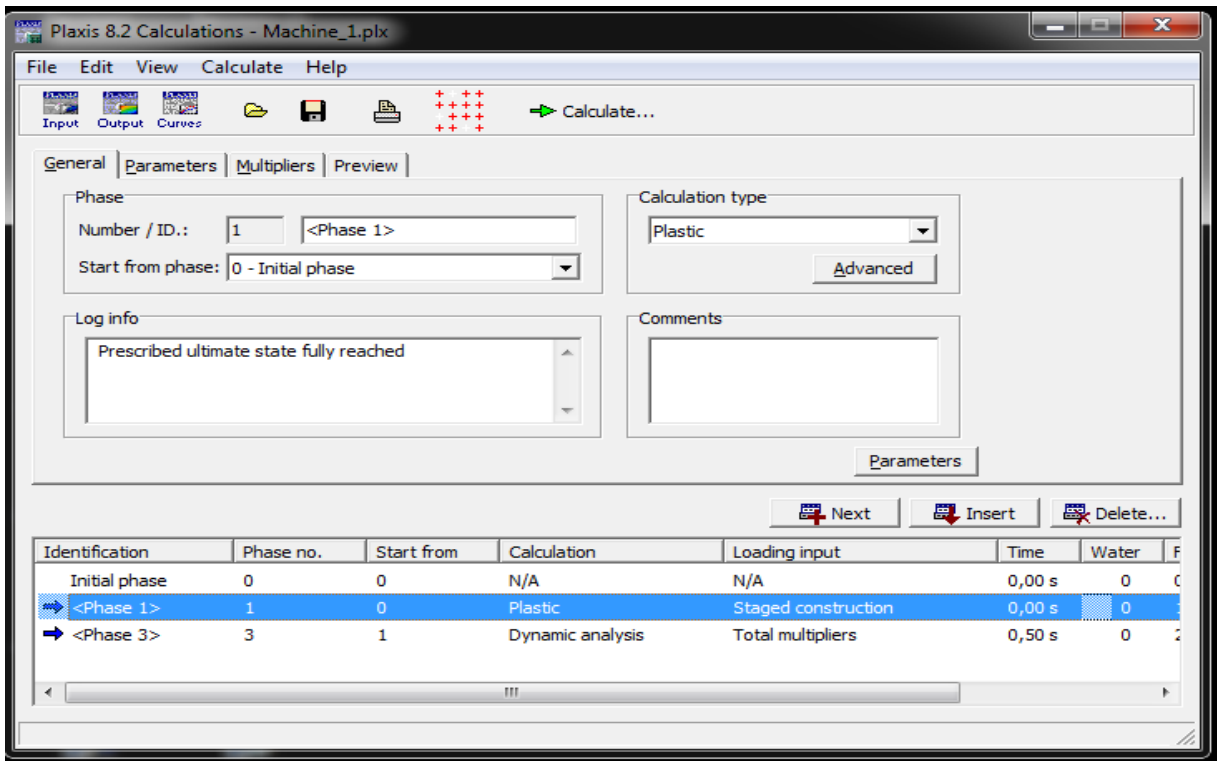 Plaxis 8.2 Calculations - Machine_1.plx
File Edit View Calculate Help
Input Output Curves Calculate...
General Parameters Multipliers Preview
Phase
Number / ID.: 1 <Phase 1>
Start from phase: 0 - Initial phase
Calculation type
Plastic
Advanced
Log info
Prescribed ultimate state fully reached
Comments
Parameters
Next Insert Delete...
Identification Phase no. Start from Calculation Loading input Time Water F
Initial phase 0 0 N/A N/A 0,00 s 0
<Phase 1> 1 0 Plastic Staged construction 0,00 s 0
<Phase 3> 3 1 Dynamic analysis Total multipliers 0,50 s 0